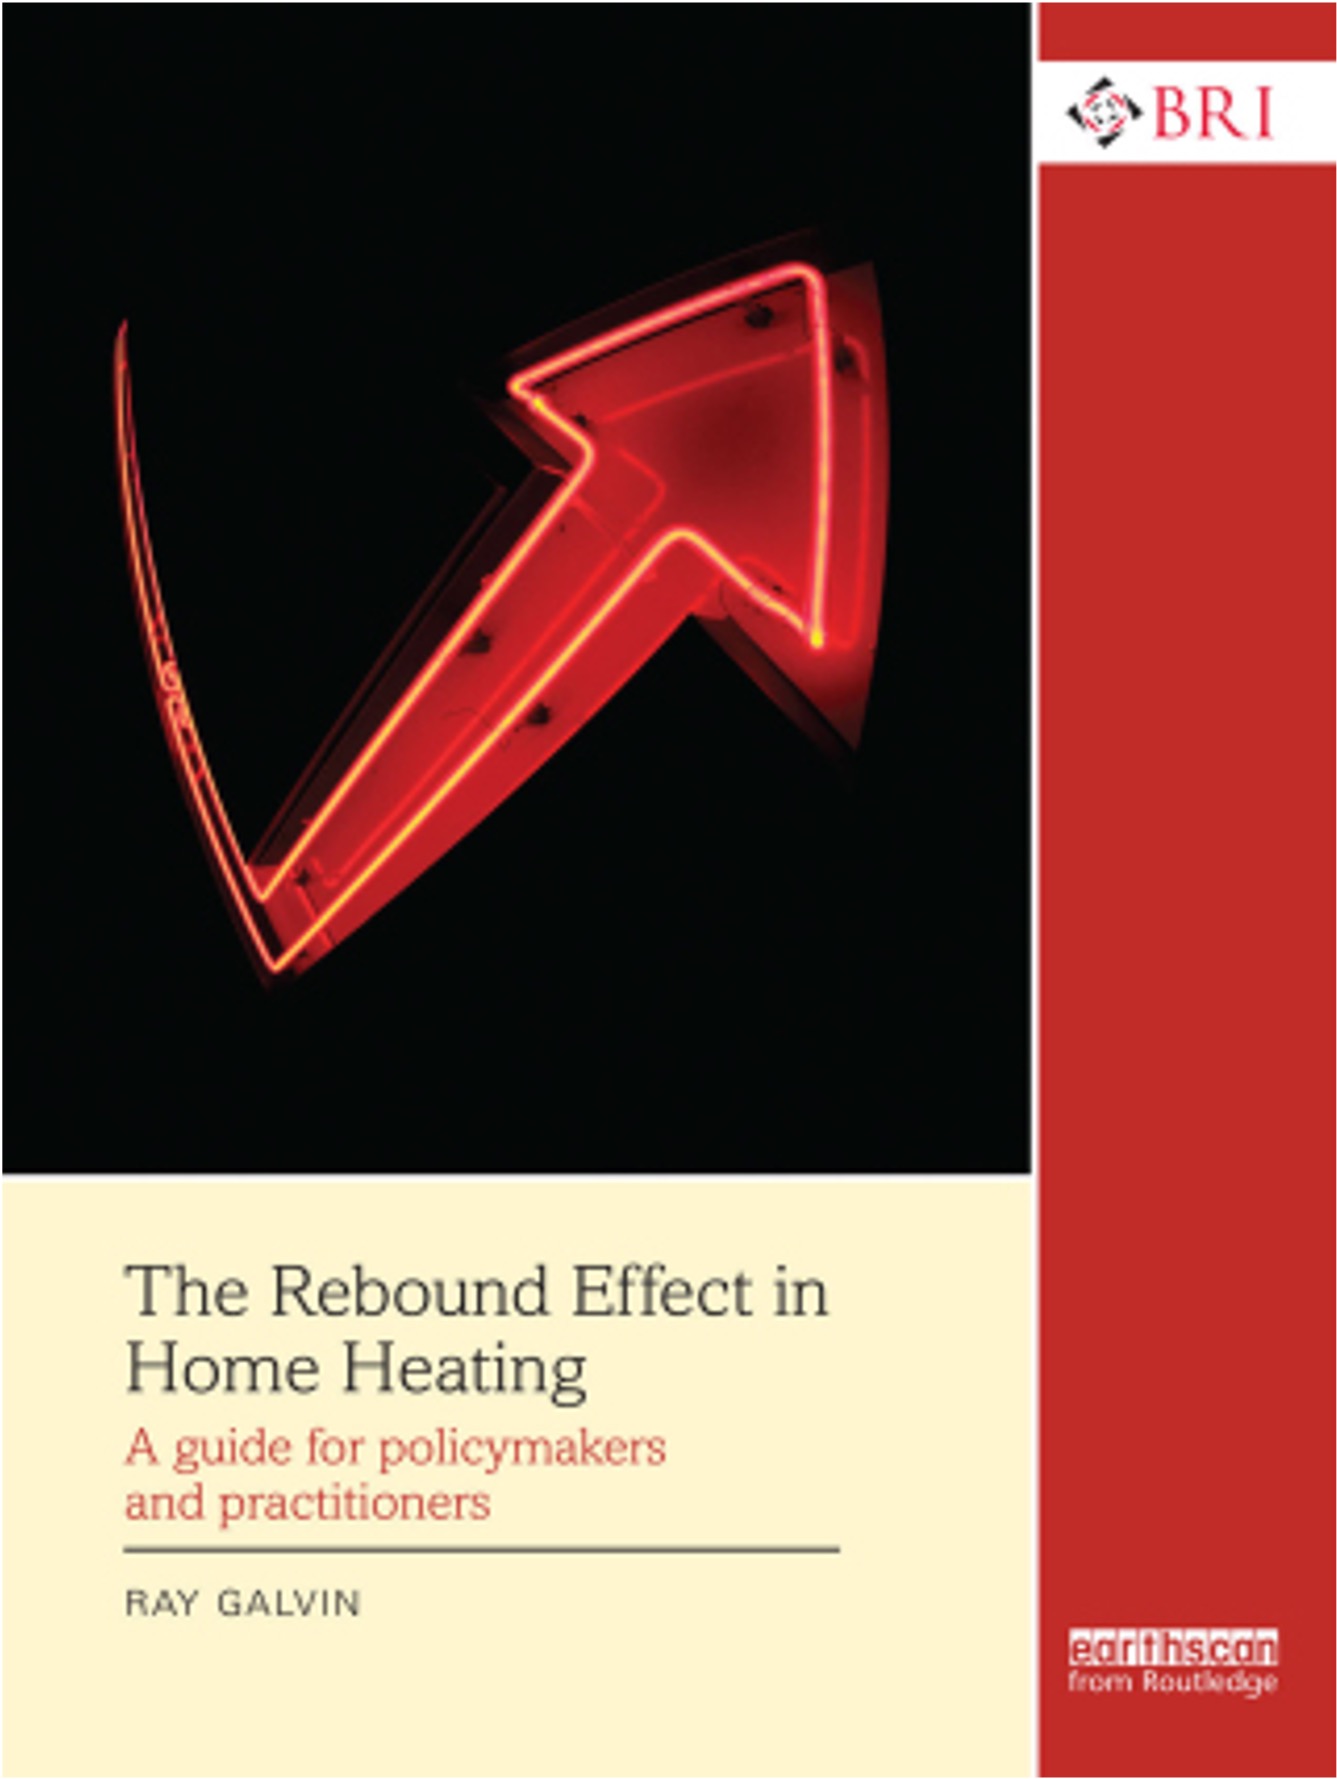 BRI
The Rebound Effect in
Home Heating
A guide for policymakers
and practitioners
RAY GALVIN
earthscan
from Routledge